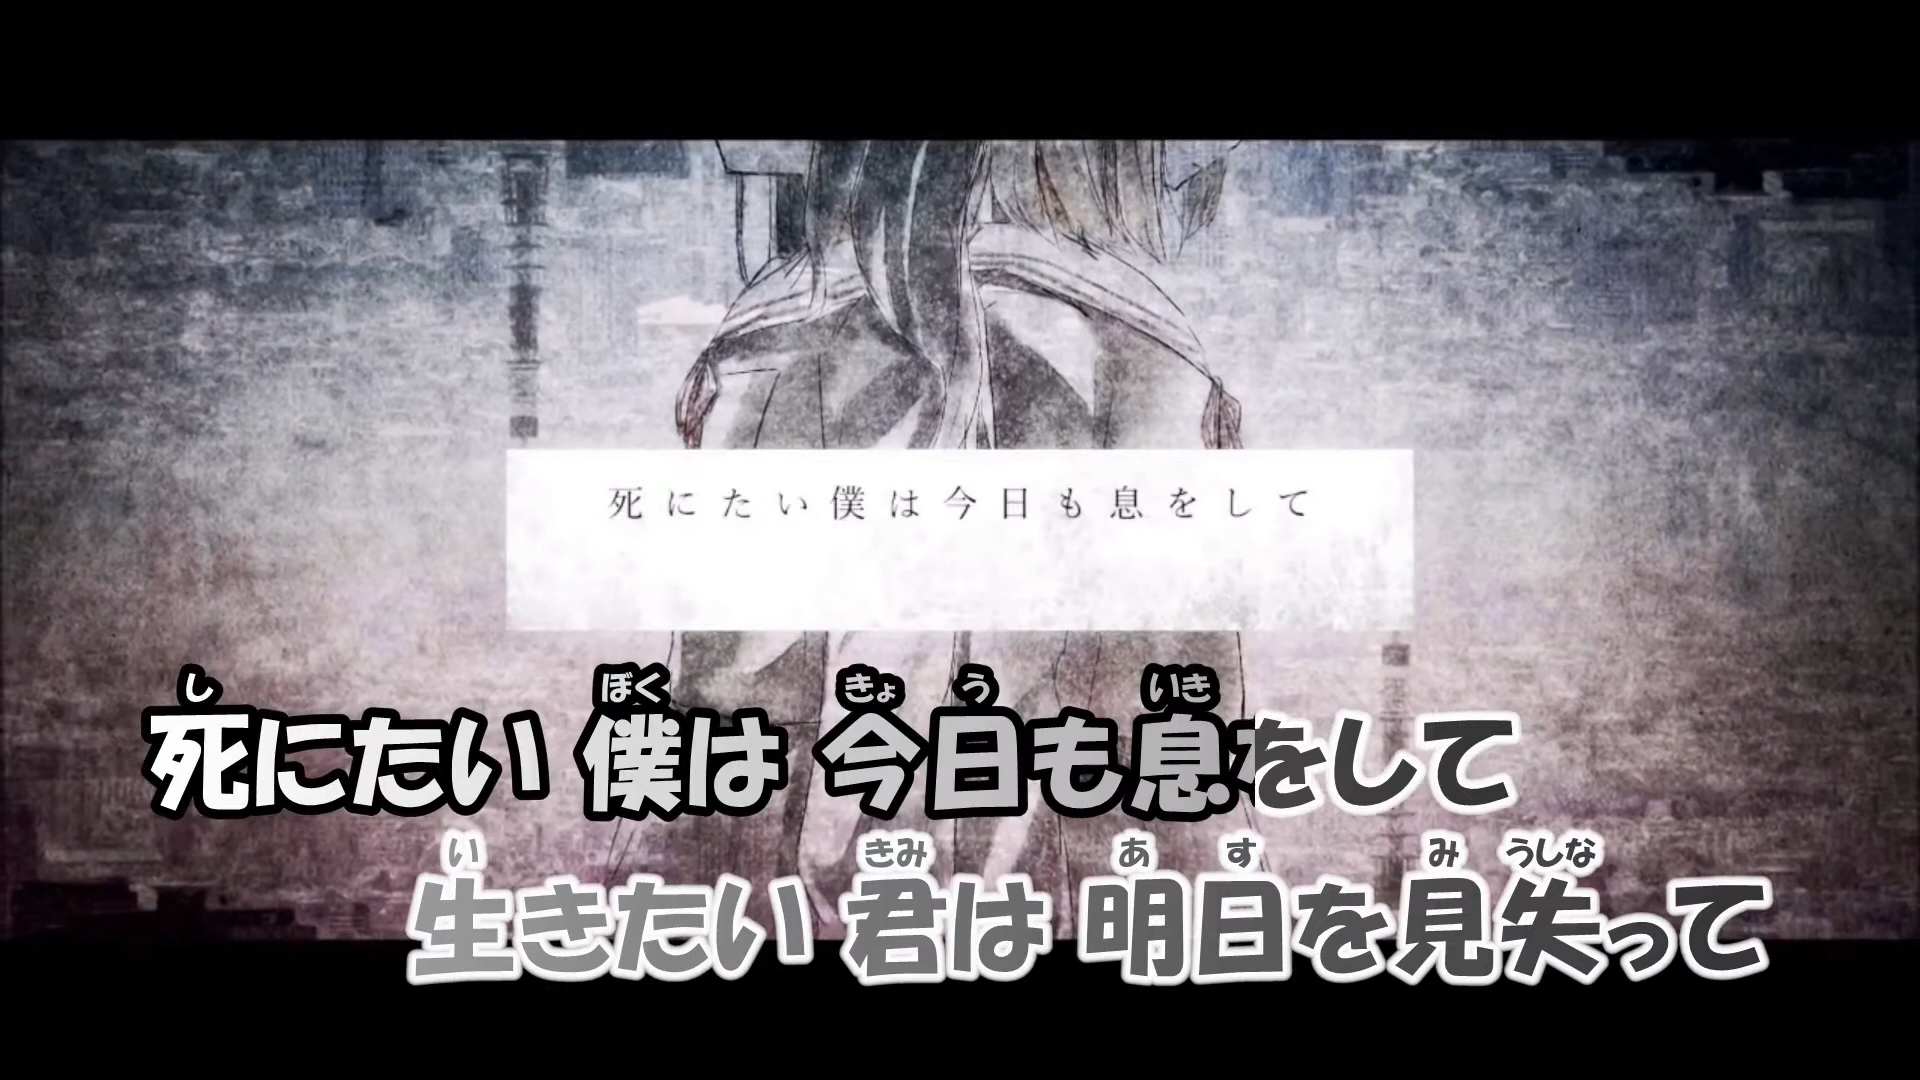 死にたい僕は今日も息をして
し ぼく きょ う いき
死にたい 僕は 今日も息をして
い きみ あ す み うしな
生きたい 君は 明日を見失って